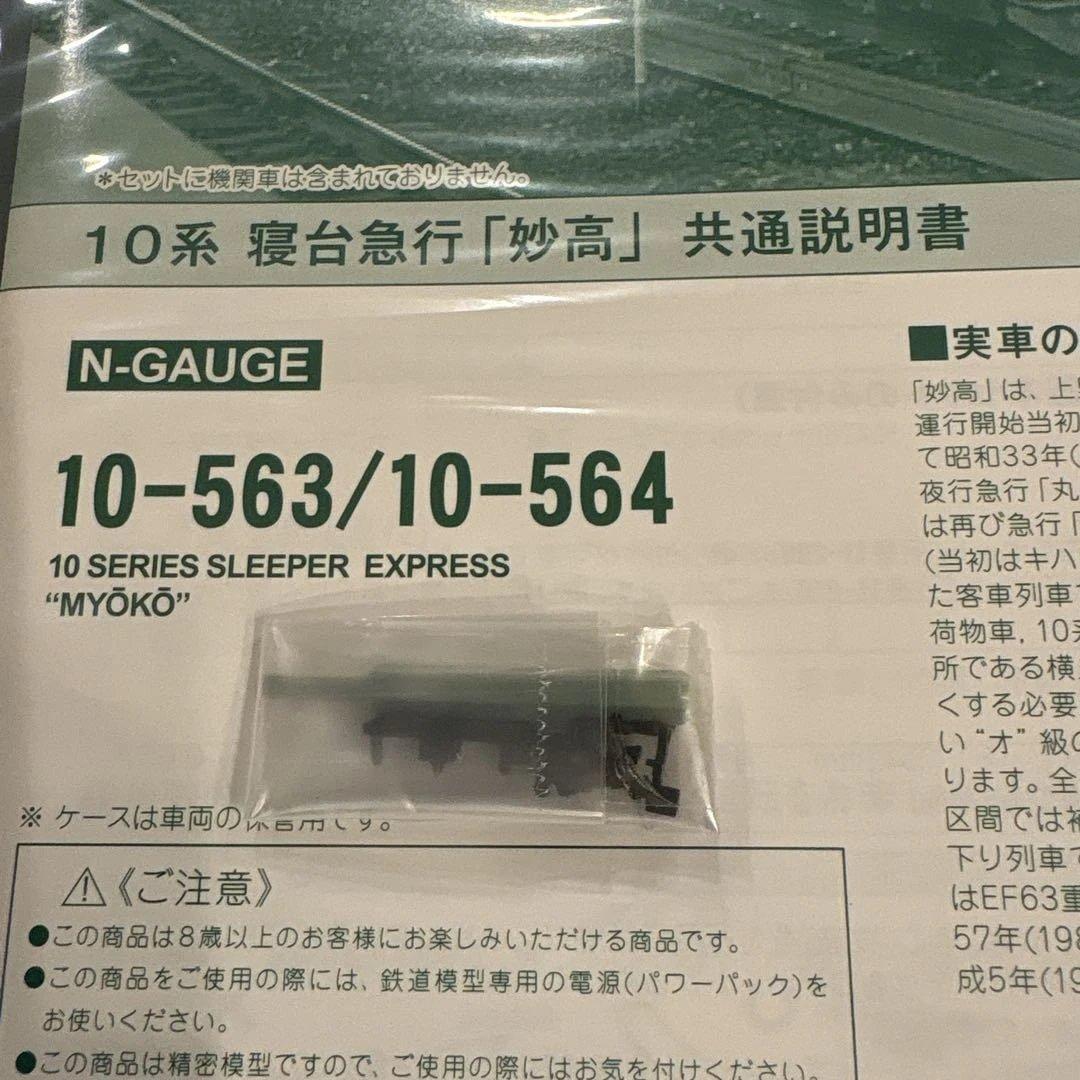 *セットに機関車は含まれておりません。
10系 寝台急行「妙高」 共通説明書
N-GAUGE
10-563/10-564
10 SERIES SLEEPER EXPRESS
“MYŌKŌ”
※ ケースは車両の保管用です。
⚠《ご注意》
●この商品は8歳以上のお客様にお楽しみいただける商品です。
●この商品をご使用の際には、鉄道模型専用の電源(パワーパック)を
お使いください。
●この商品は精密模型ですので、ご使用の際にはお気を付けください。
■実車の
「妙高」は、上
運行開始当初
て昭和33年(
夜行急行「丸
は再び急行「
(当初はキハ
た客車列車
荷物車,10
所である横
くする必要
い“オ”級の
ります。全
区間では補
下り列車で
はEF63重
57年(198
成5年(19